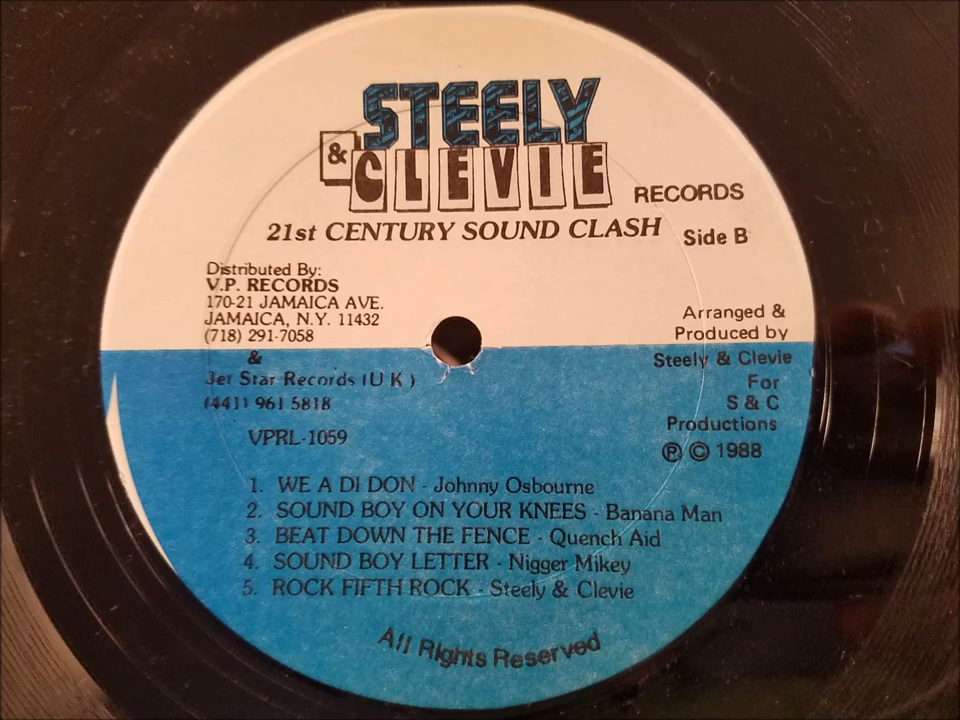 STEELY
& CLEVIE
RECORDS
21st CENTURY SOUND CLASH
Side B
Distributed By:
V.P. RECORDS
170-21 JAMAICA AVE.
JAMAICA, N.Y. 11432
(718) 291-7058
&
Jet Star Records (U K )
(441) 961 5818
VPRL-1059
Arranged &
Produced by
Steely & Clevie
For
S & C
Productions
Ⓟ © 1988
1. WE A DI DON - Johnny Osbourne
2. SOUND BOY ON YOUR KNEES - Banana Man
3. BEAT DOWN THE FENCE - Quench Aid
4. SOUND BOY LETTER - Nigger Mikey
5. ROCK FIFTH ROCK - Steely & Clevie
All Rights Reserved